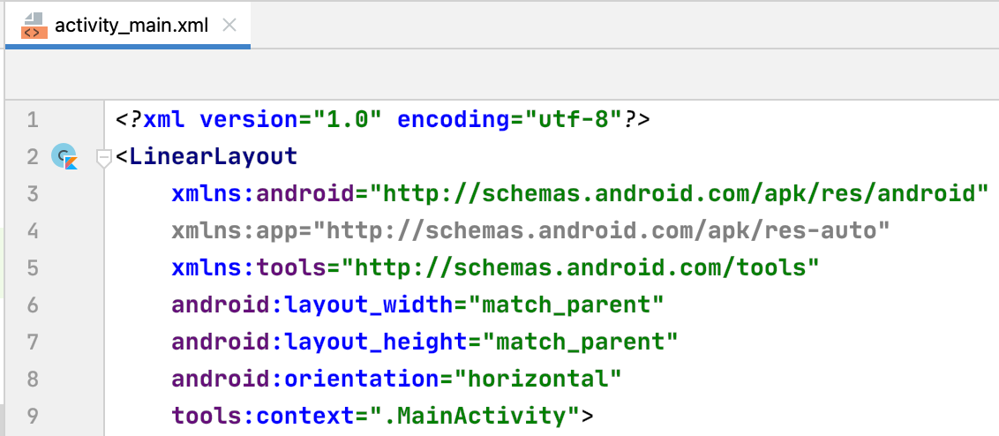 activity_main.xml
1 <?xml version="1.0" encoding="utf-8"?>
2 <LinearLayout
3 xmlns:android="http://schemas.android.com/apk/res/android"
4 xmlns:app="http://schemas.android.com/apk/res-auto"
5 xmlns:tools="http://schemas.android.com/tools"
6 android:layout_width="match_parent"
7 android:layout_height="match_parent"
8 android:orientation="horizontal"
9 tools:context=".MainActivity">